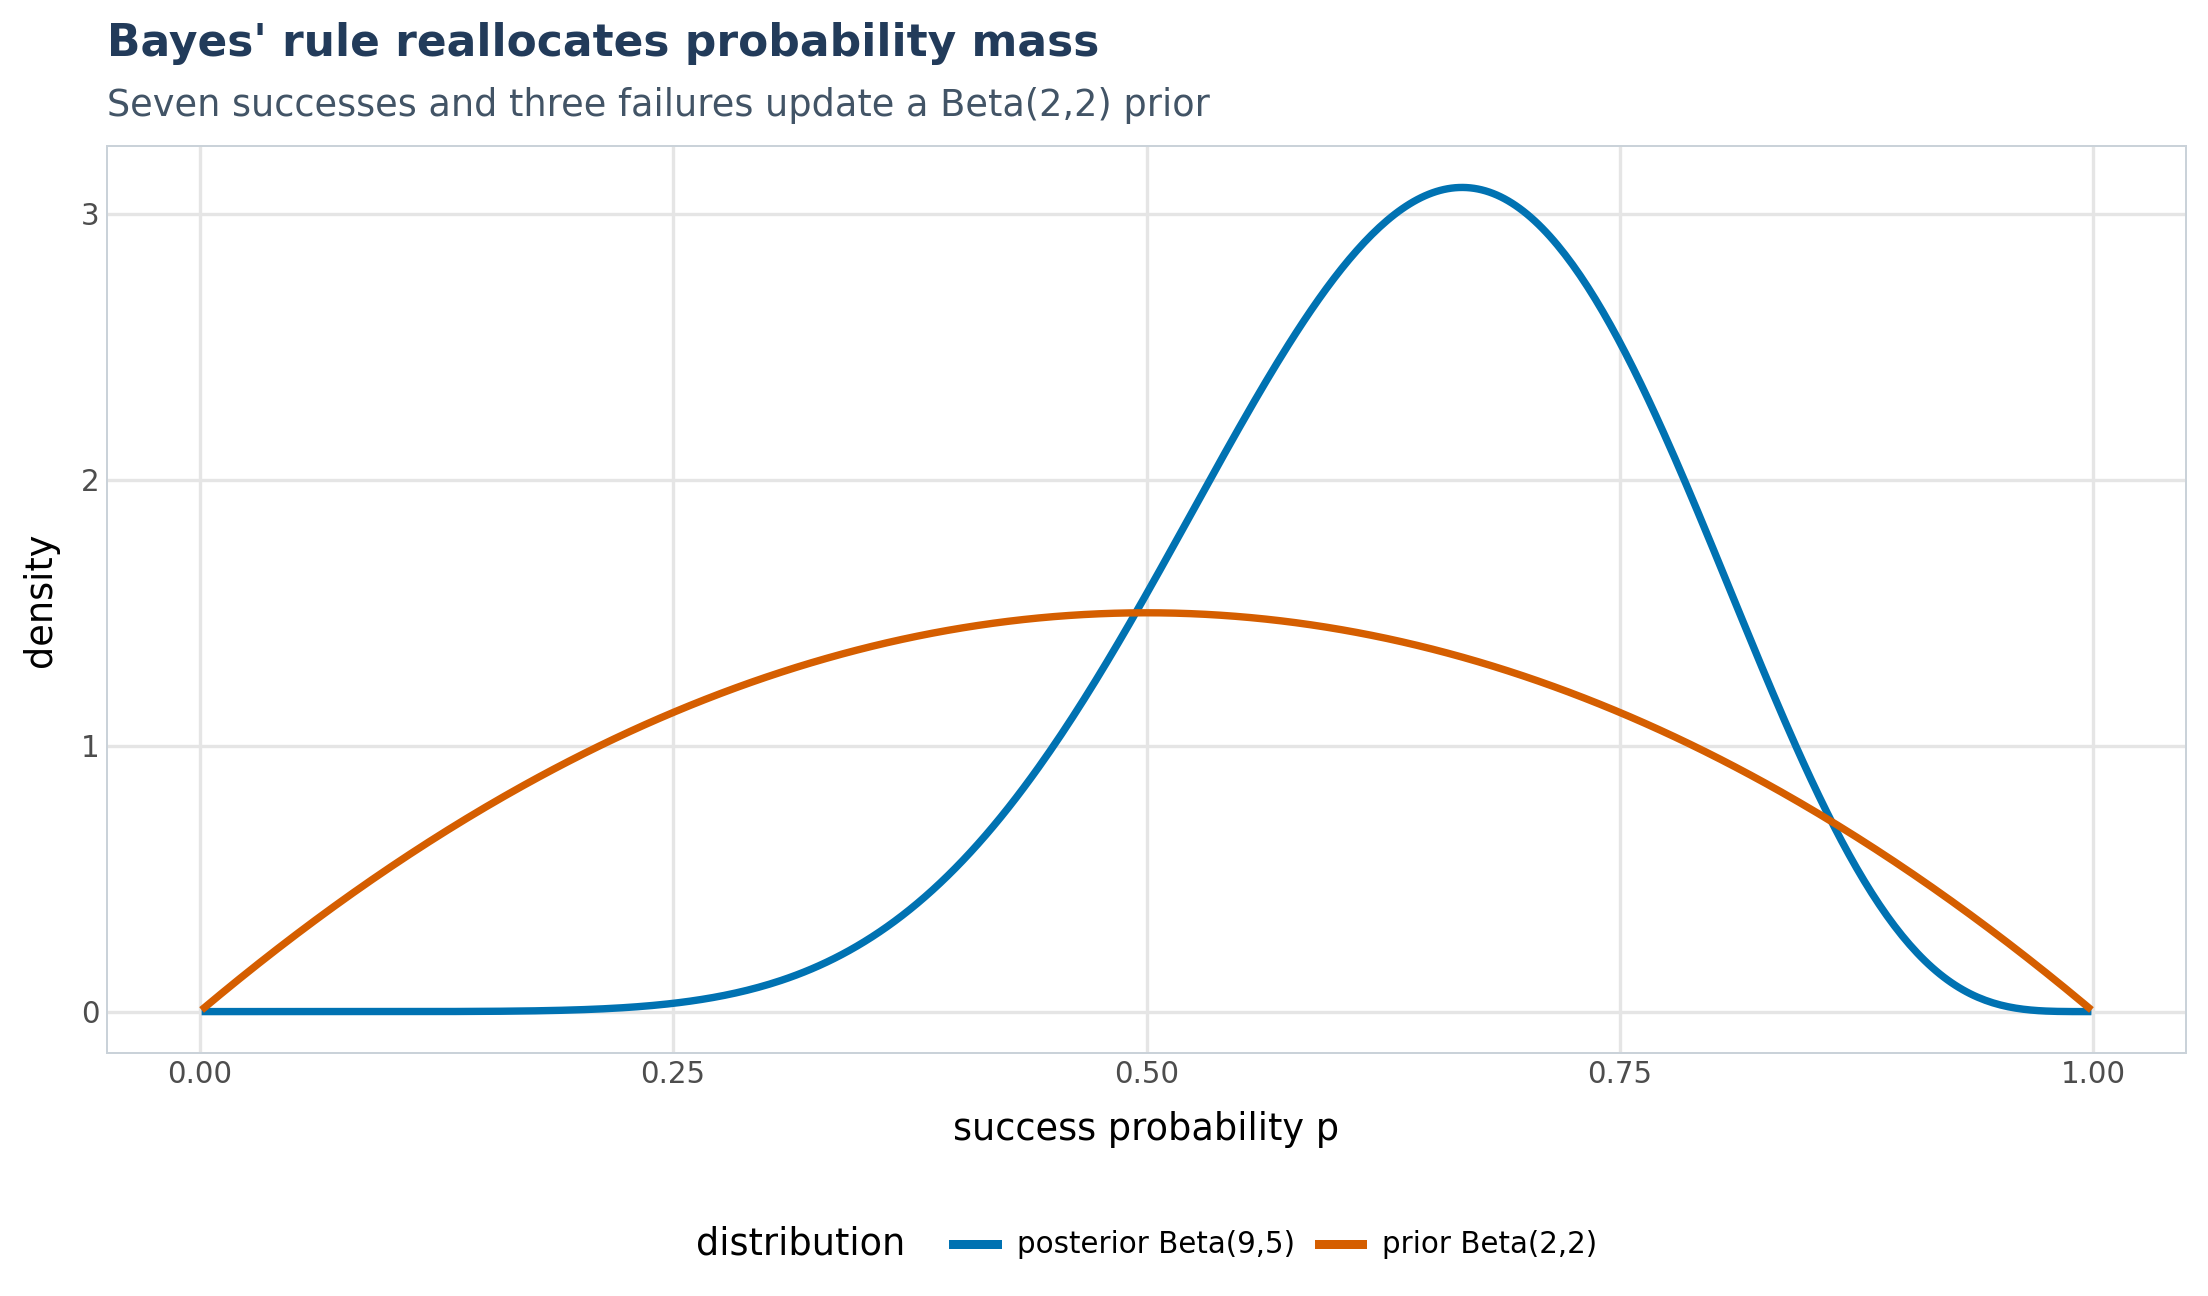 Bayes' rule reallocates probability mass
Seven successes and three failures update a Beta(2,2) prior
3
2
1
0
density
0.00 0.25 0.50 0.75 1.00
success probability p
distribution posterior Beta(9,5) prior Beta(2,2)